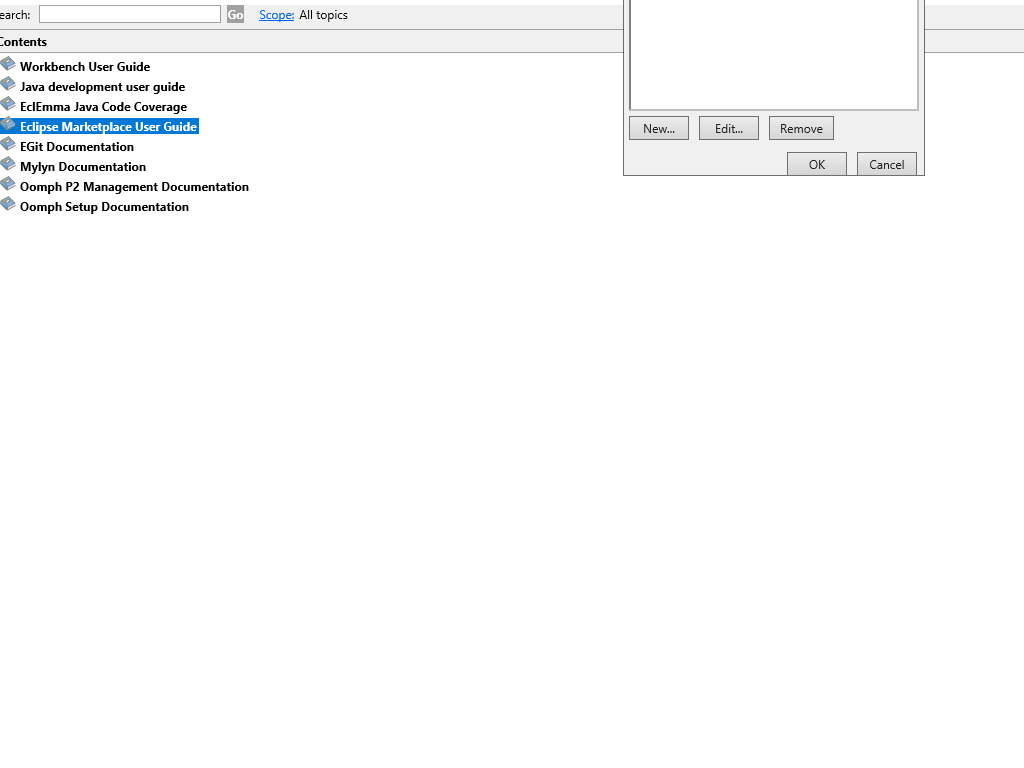 earch:
Go
Scope: All topics
Contents
Workbench User Guide
Java development user guide
EclEmma Java Code Coverage
Eclipse Marketplace User Guide
EGit Documentation
Mylyn Documentation
Oomph P2 Management Documentation
Oomph Setup Documentation
New... Edit... Remove
OK Cancel